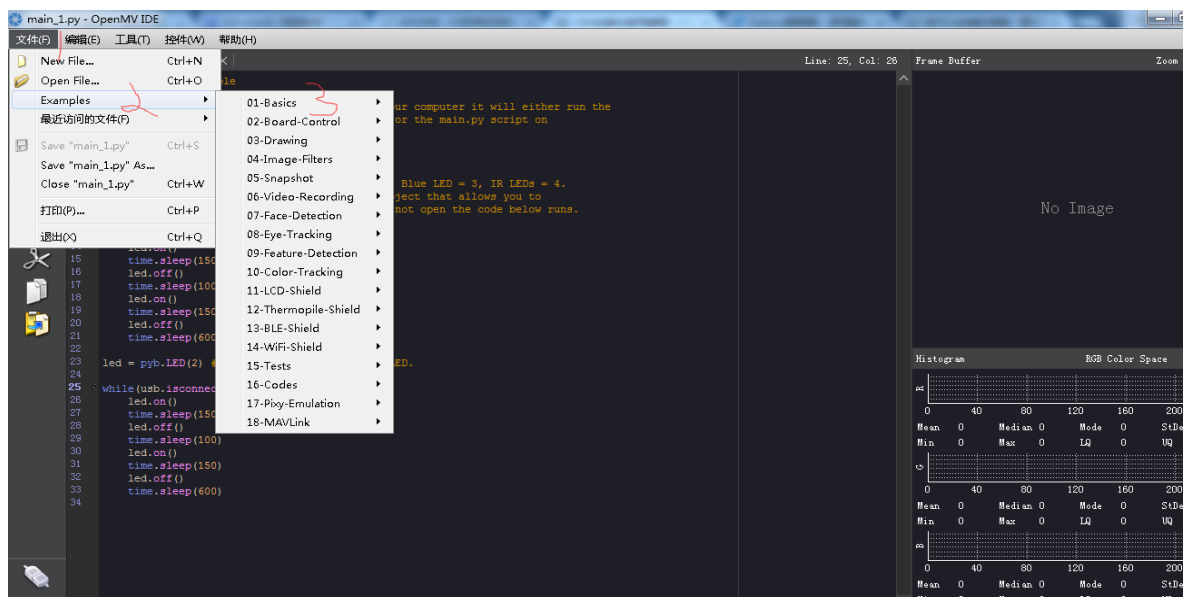 main_1.py - OpenMV IDE
文件(F) 编辑(E) 工具(T) 控件(W) 帮助(H)
New File... Ctrl+N
Open File... Ctrl+O
Examples
最近访问的文件(F)
Save "main_1.py" Ctrl+S
Save "main_1.py" As...
Close "main_1.py" Ctrl+W
打印(P)... Ctrl+P
退出(X) Ctrl+Q
1
2
3
01-Basics
02-Board-Control
03-Drawing
04-Image-Filters
05-Snapshot
06-Video-Recording
07-Face-Detection
08-Eye-Tracking
09-Feature-Detection
10-Color-Tracking
11-LCD-Shield
12-Thermopile-Shield
13-BLE-Shield
14-WiFi-Shield
15-Tests
16-Codes
17-Pixy-Emulation
18-MAVLink
Line: 25, Col: 26
ur computer it will either run the
or the main.py script on
Blue LED = 3, IR LEDs = 4.
ject that allows you to
not open the code below runs.
led.on()
15 time.sleep(150
16 led.off()
17 time.sleep(100
18 led.on()
19 time.sleep(150
20 led.off()
21 time.sleep(600
22
23 led = pyb.LED(2) # ED.
24
25 while(usb.isconnec
26 led.on()
27 time.sleep(150
28 led.off()
29 time.sleep(100)
30 led.on()
31 time.sleep(150)
32 led.off()
33 time.sleep(600)
34
Frame Buffer Zoom
No Image
Histogram RGB Color Space
R
0 40 80 120 160 200
Mean 0 Median 0 Mode 0 StDe
Min 0 Max 0 LQ 0 UQ
G
0 40 80 120 160 200
Mean 0 Median 0 Mode 0 StDe
Min 0 Max 0 LQ 0 UQ
B
0 40 80 120 160 200
Mean 0 Median 0 Mode 0 StDe